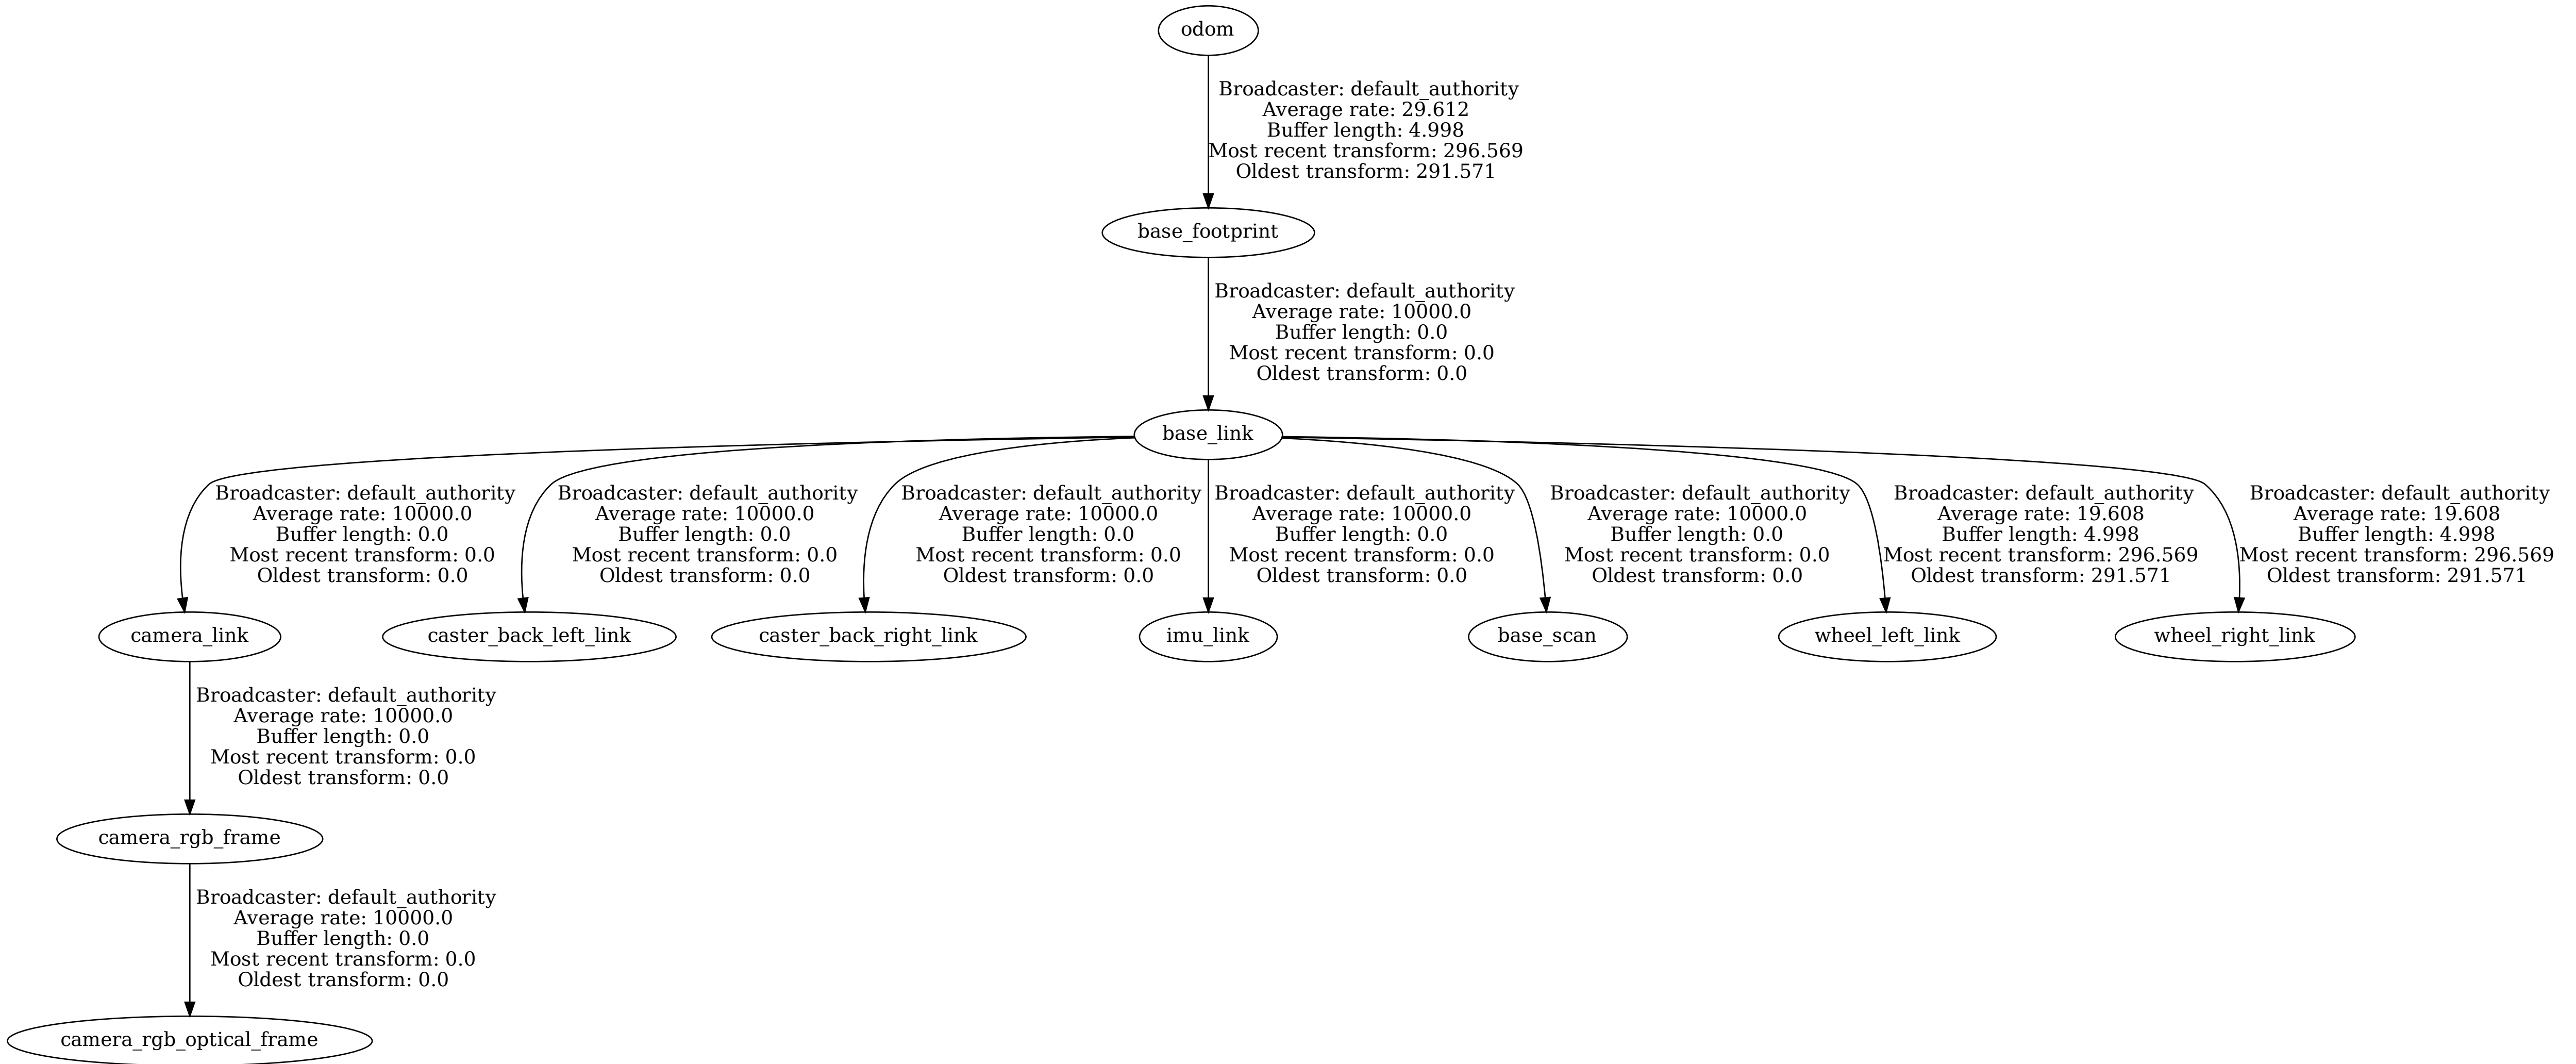 odom
Broadcaster: default_authority
Average rate: 29.612
Buffer length: 4.998
Most recent transform: 296.569
Oldest transform: 291.571
base_footprint
Broadcaster: default_authority
Average rate: 10000.0
Buffer length: 0.0
Most recent transform: 0.0
Oldest transform: 0.0
base_link
Broadcaster: default_authority
Average rate: 10000.0
Buffer length: 0.0
Most recent transform: 0.0
Oldest transform: 0.0
Broadcaster: default_authority
Average rate: 10000.0
Buffer length: 0.0
Most recent transform: 0.0
Oldest transform: 0.0
Broadcaster: default_authority
Average rate: 10000.0
Buffer length: 0.0
Most recent transform: 0.0
Oldest transform: 0.0
Broadcaster: default_authority
Average rate: 10000.0
Buffer length: 0.0
Most recent transform: 0.0
Oldest transform: 0.0
Broadcaster: default_authority
Average rate: 10000.0
Buffer length: 0.0
Most recent transform: 0.0
Oldest transform: 0.0
Broadcaster: default_authority
Average rate: 19.608
Buffer length: 4.998
Most recent transform: 296.569
Oldest transform: 291.571
Broadcaster: default_authority
Average rate: 19.608
Buffer length: 4.998
Most recent transform: 296.569
Oldest transform: 291.571
camera_link
caster_back_left_link
caster_back_right_link
imu_link
base_scan
wheel_left_link
wheel_right_link
Broadcaster: default_authority
Average rate: 10000.0
Buffer length: 0.0
Most recent transform: 0.0
Oldest transform: 0.0
camera_rgb_frame
Broadcaster: default_authority
Average rate: 10000.0
Buffer length: 0.0
Most recent transform: 0.0
Oldest transform: 0.0
camera_rgb_optical_frame